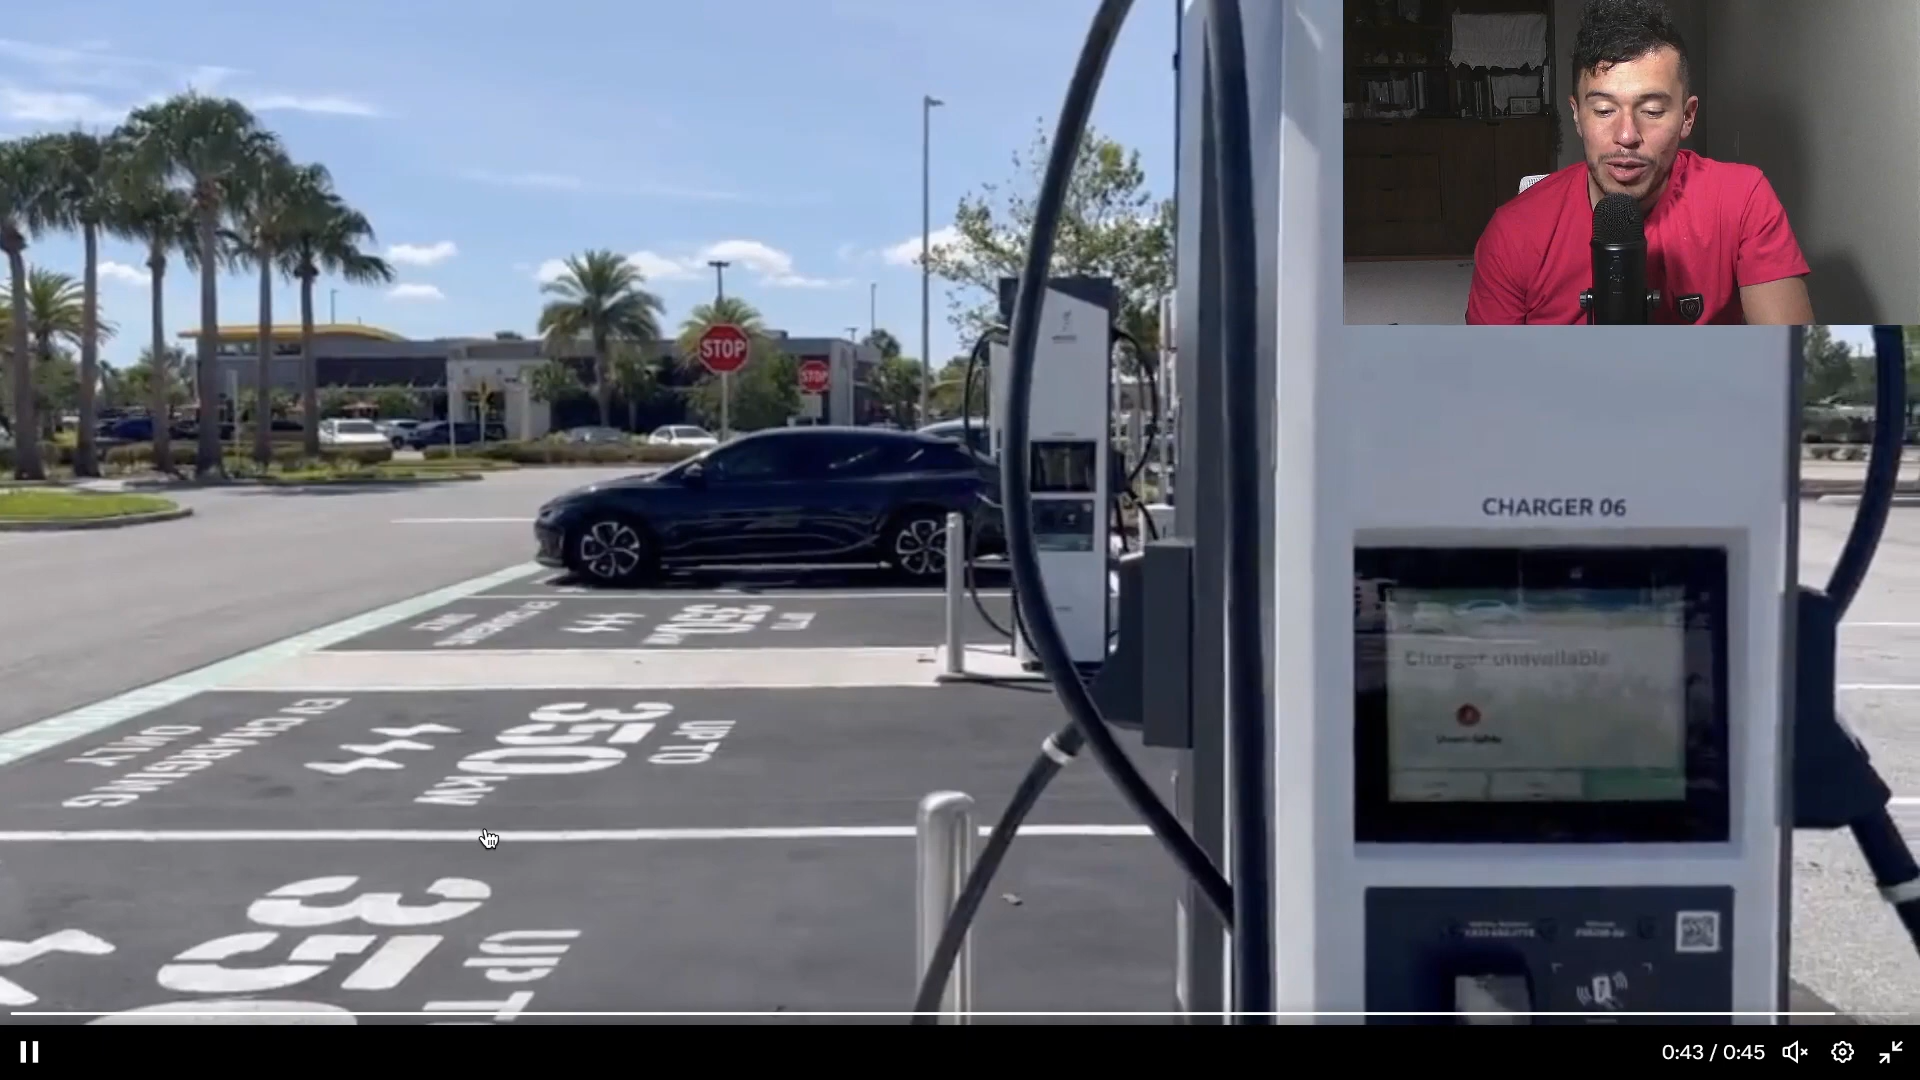 STOP
STOP
CHARGER 06
Charger unavailable
UP TO
350KW
EV CHARGING
ONLY
UP TO
350KW
EV CHARGING
ONLY
UP T
350
0:43 / 0:45